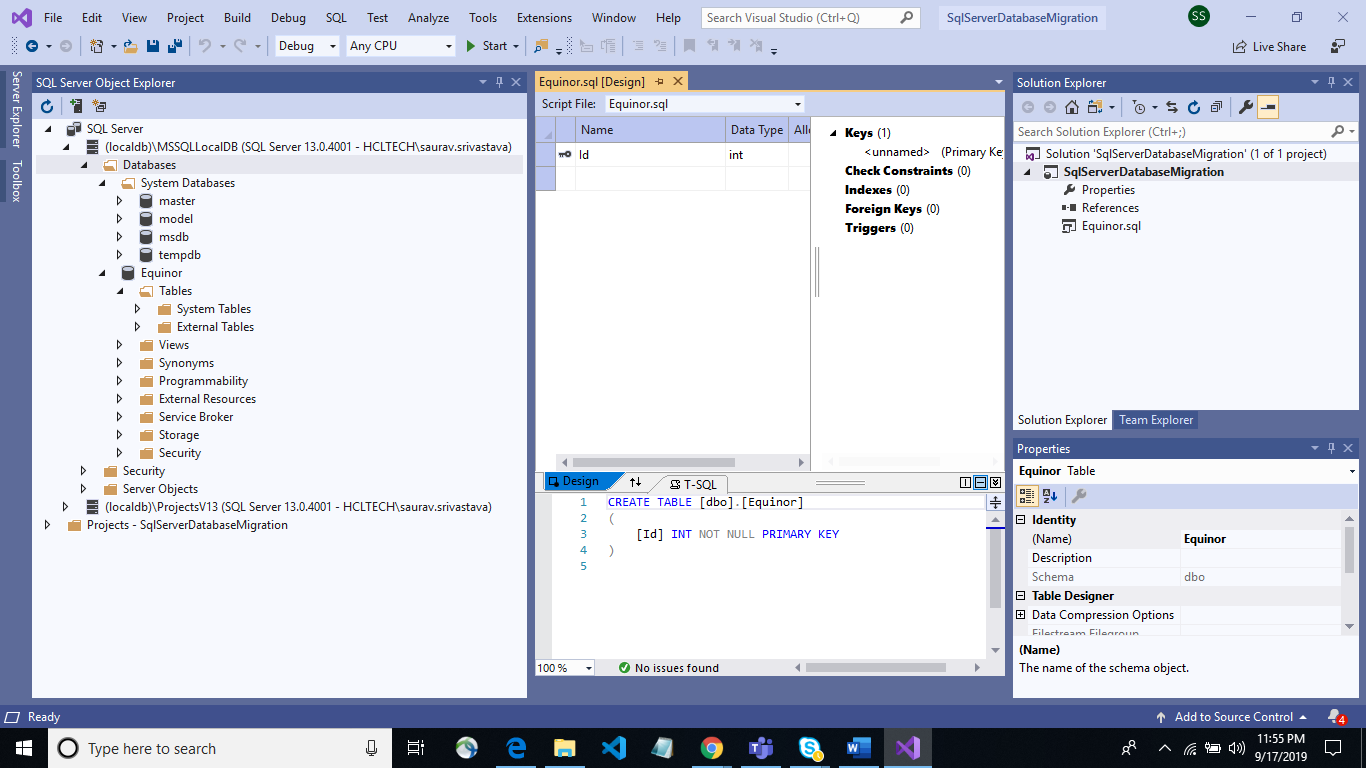 File Edit View Project Build Debug SQL Test Analyze Tools Extensions Window Help Search Visual Studio (Ctrl+Q) SqlServerDatabaseMigration SS
Debug Any CPU Start Live Share
Server Explorer
Toolbox
SQL Server Object Explorer
SQL Server
(localdb)\MSSQLLocalDB (SQL Server 13.0.4001 - HCLTECH\saurav.srivastava)
Databases
System Databases
master
model
msdb
tempdb
Equinor
Tables
System Tables
External Tables
Views
Synonyms
Programmability
External Resources
Service Broker
Storage
Security
Security
Server Objects
(localdb)\ProjectsV13 (SQL Server 13.0.4001 - HCLTECH\saurav.srivastava)
Projects - SqlServerDatabaseMigration
Equinor.sql [Design]
Script File: Equinor.sql
Name Data Type All
Id int
Keys (1)
<unnamed> (Primary Key
Check Constraints (0)
Indexes (0)
Foreign Keys (0)
Triggers (0)
Design T-SQL
1 CREATE TABLE [dbo].[Equinor]
2 (
3 [Id] INT NOT NULL PRIMARY KEY
4 )
5
100 % No issues found
Solution Explorer
Search Solution Explorer (Ctrl+;)
Solution 'SqlServerDatabaseMigration' (1 of 1 project)
SqlServerDatabaseMigration
Properties
References
Equinor.sql
Solution Explorer Team Explorer
Properties
Equinor Table
Identity
(Name) Equinor
Description
Schema dbo
Table Designer
Data Compression Options
Filestream Filegroup
(Name)
The name of the schema object.
Ready Add to Source Control 4
Type here to search
11:55 PM
9/17/2019